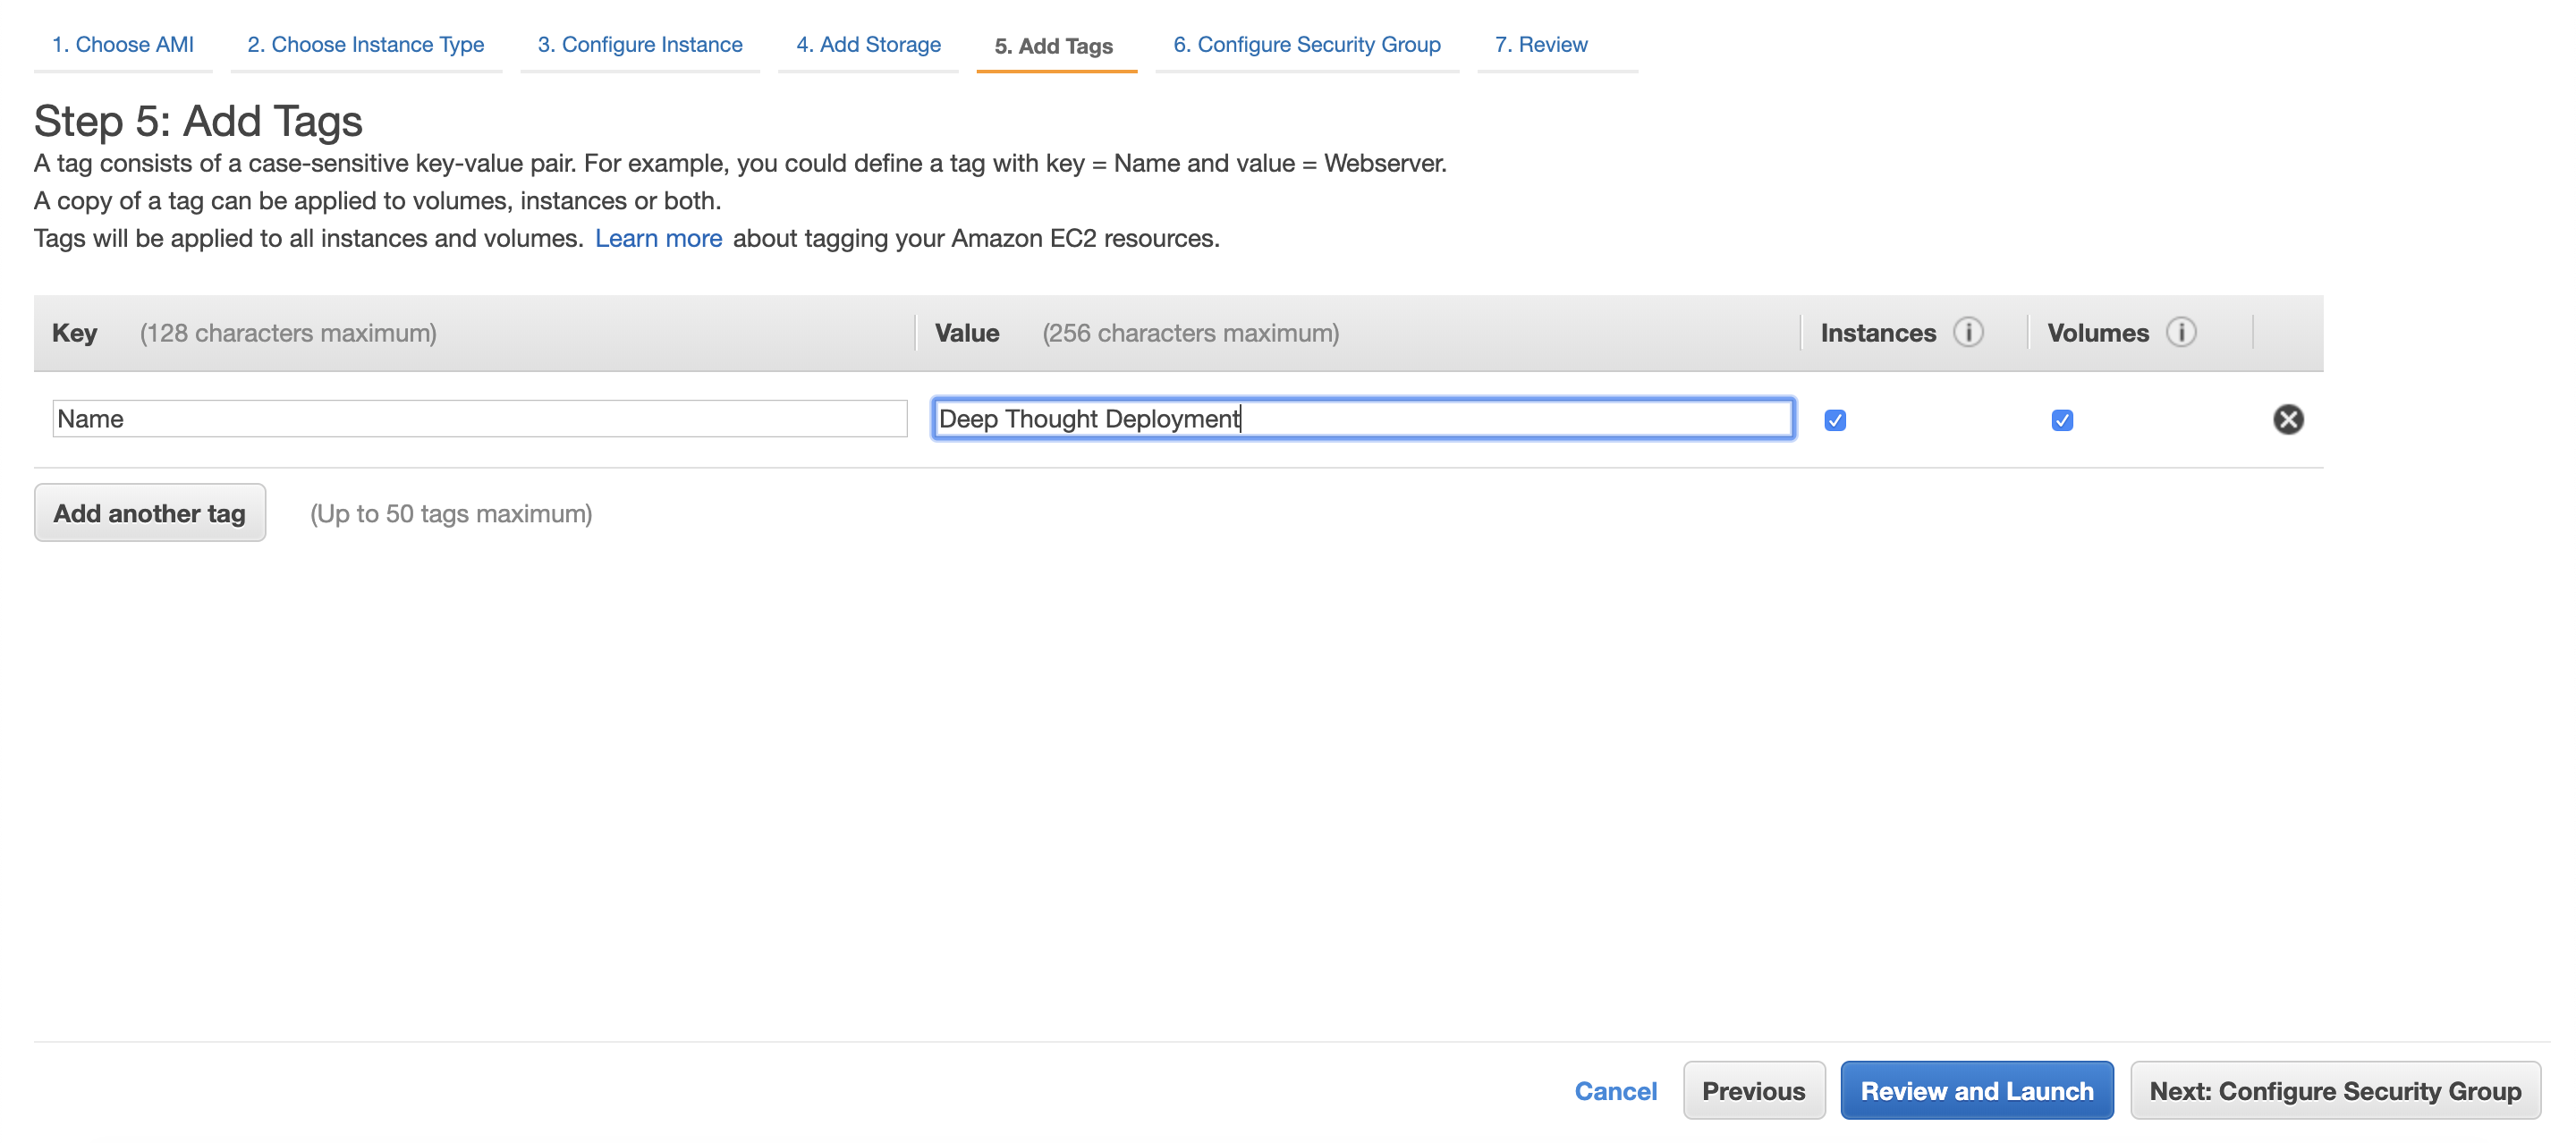 1. Choose AMI 2. Choose Instance Type 3. Configure Instance 4. Add Storage 5. Add Tags 6. Configure Security Group 7. Review
Step 5: Add Tags
A tag consists of a case-sensitive key-value pair. For example, you could define a tag with key = Name and value = Webserver.
A copy of a tag can be applied to volumes, instances or both.
Tags will be applied to all instances and volumes. Learn more about tagging your Amazon EC2 resources.
Key (128 characters maximum) Value (256 characters maximum) Instances i Volumes i
Name Deep Thought Deployment
Add another tag (Up to 50 tags maximum)
Cancel Previous Review and Launch Next: Configure Security Group